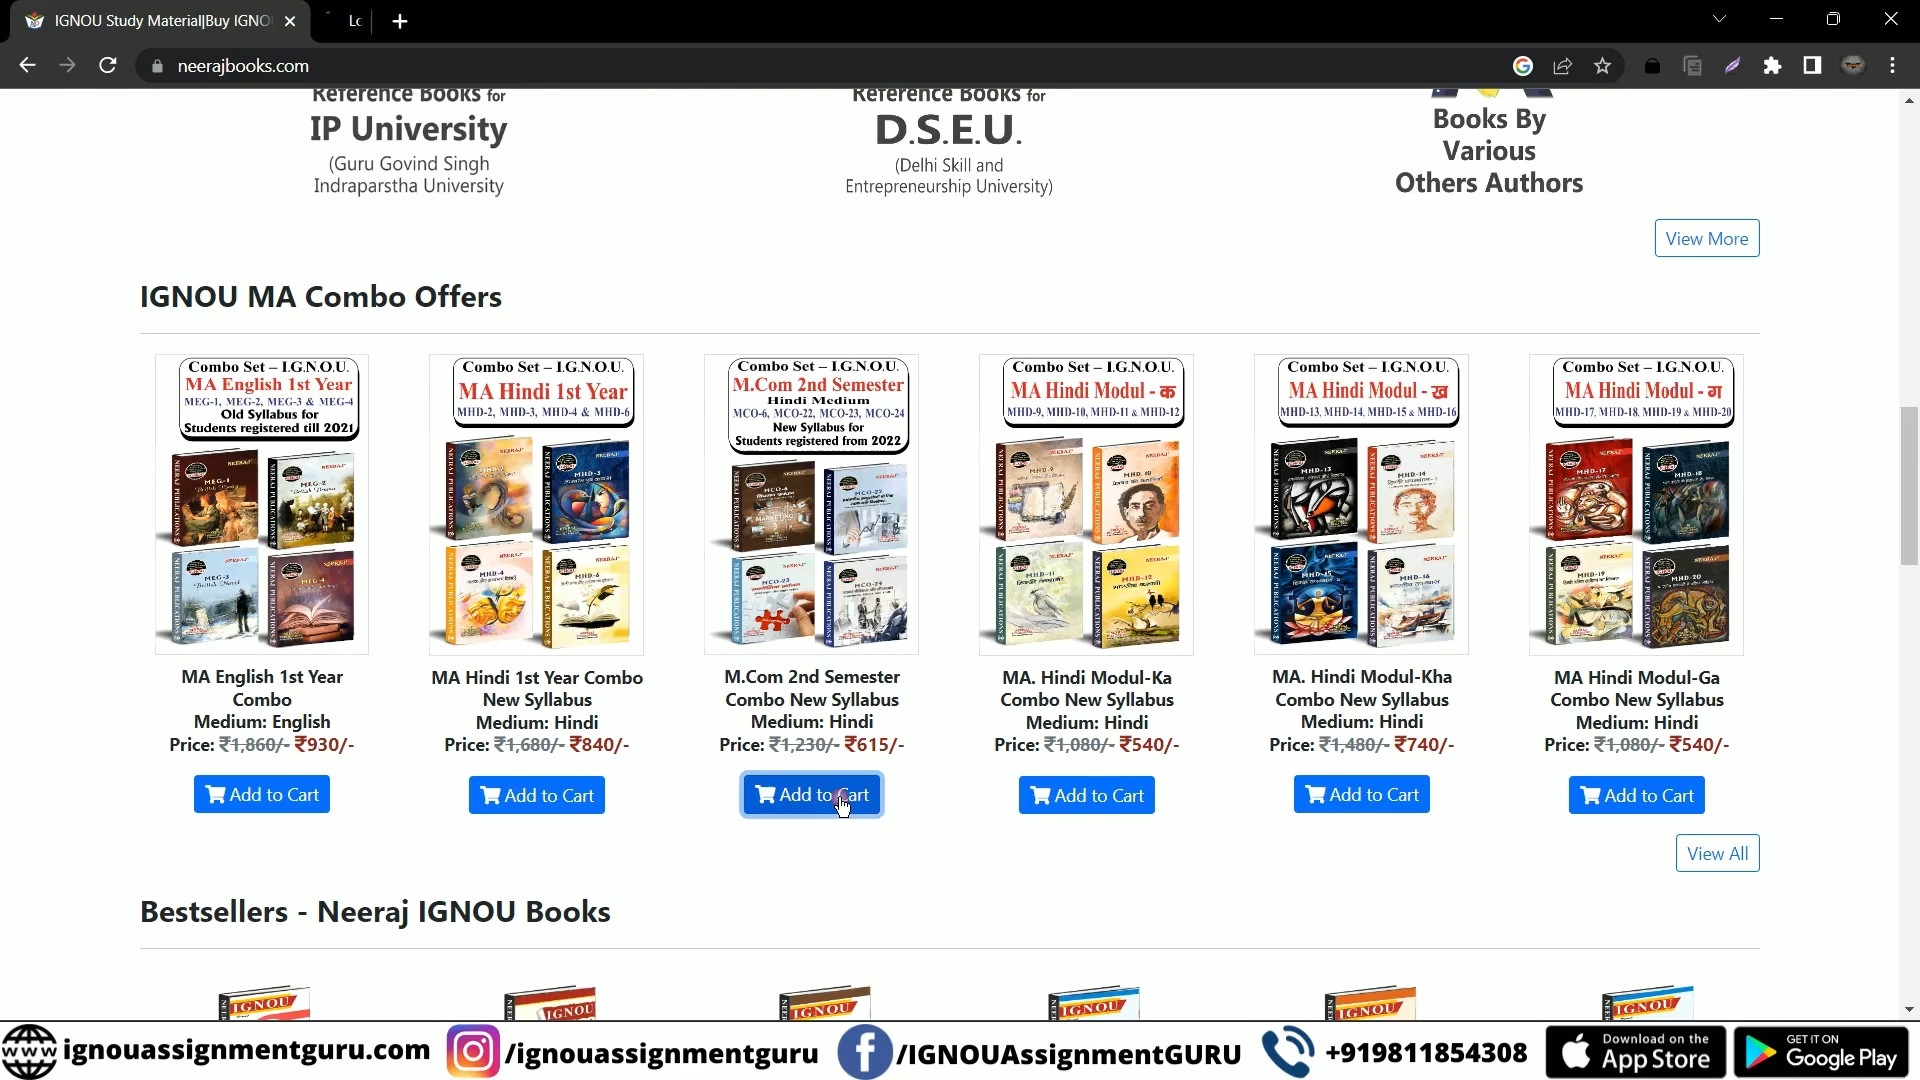 IGNOU Study Material|Buy IGNO
Lc
neerajbooks.com
Reference Books for
IP University
(Guru Govind Singh
Indraparstha University
Reference Books for
D.S.E.U.
(Delhi Skill and
Entrepreneurship University)
Books By
Various
Others Authors
View More
IGNOU MA Combo Offers
Combo Set – I.G.N.O.U.
MA English 1st Year
MEG-1, MEG-2, MEG-3 & MEG-4
Old Syllabus for
Students registered till 2021
Combo Set – I.G.N.O.U.
MA Hindi 1st Year
MHD-2, MHD-3, MHD-4 & MHD-6
Combo Set – I.G.N.O.U.
M.Com 2nd Semester
Hindi Medium
MCO-6, MCO-22, MCO-23, MCO-24
New Syllabus for
Students registered from 2022
Combo Set – I.G.N.O.U.
MA Hindi Modul - क
MHD-9, MHD-10, MHD-11 & MHD-12
Combo Set – I.G.N.O.U.
MA Hindi Modul - ख
MHD-13, MHD-14, MHD-15 & MHD-16
Combo Set – I.G.N.O.U.
MA Hindi Modul - ग
MHD-17, MHD-18, MHD-19 & MHD-20
MA English 1st Year
Combo
Medium: English
Price: ₹1,860/- ₹930/-
Add to Cart
MA Hindi 1st Year Combo
New Syllabus
Medium: Hindi
Price: ₹1,680/- ₹840/-
Add to Cart
M.Com 2nd Semester
Combo New Syllabus
Medium: Hindi
Price: ₹1,230/- ₹615/-
Add to Cart
MA. Hindi Modul-Ka
Combo New Syllabus
Medium: Hindi
Price: ₹1,080/- ₹540/-
Add to Cart
MA. Hindi Modul-Kha
Combo New Syllabus
Medium: Hindi
Price: ₹1,480/- ₹740/-
Add to Cart
MA Hindi Modul-Ga
Combo New Syllabus
Medium: Hindi
Price: ₹1,080/- ₹540/-
Add to Cart
View All
Bestsellers - Neeraj IGNOU Books
IGNOU
IGNOU
IGNOU
IGNOU
IGNOU
IGNOU
www ignouassignmentguru.com
/ignouassignmentguru
/IGNOUAssignmentGURU
+919811854308
Download on the
App Store
GET IT ON
Google Play